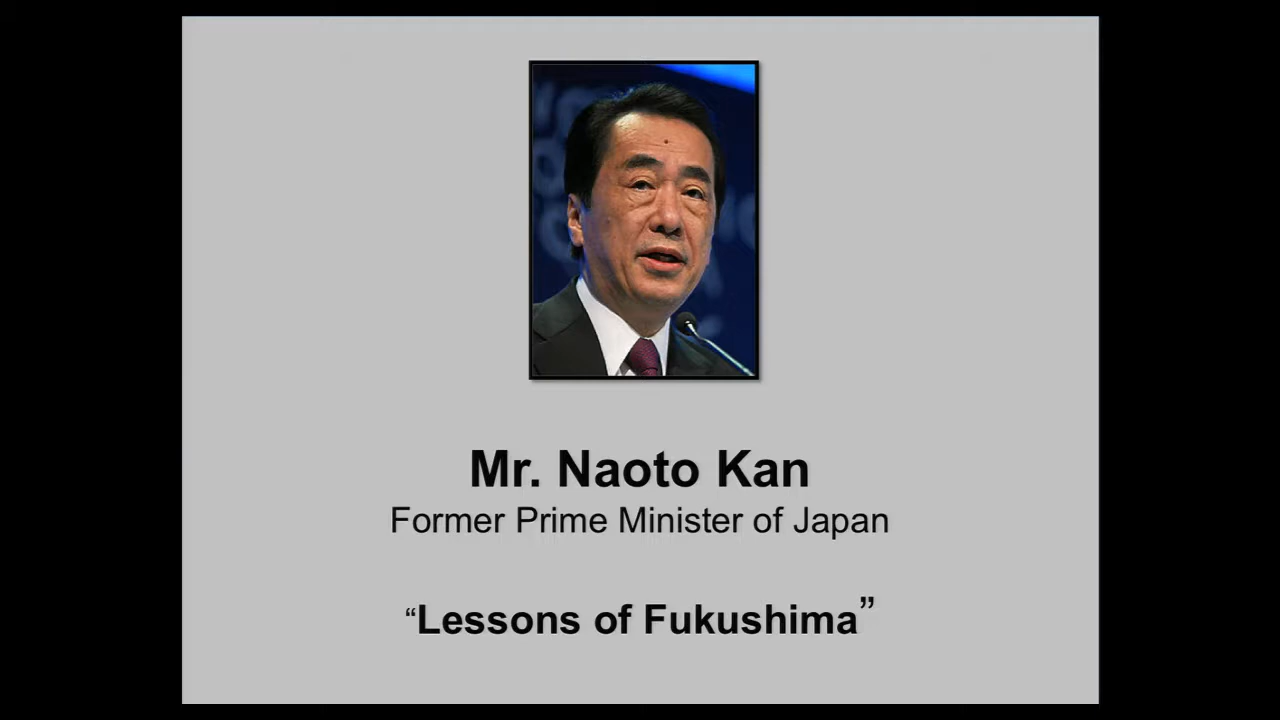 Mr. Naoto Kan
Former Prime Minister of Japan
“Lessons of Fukushima”